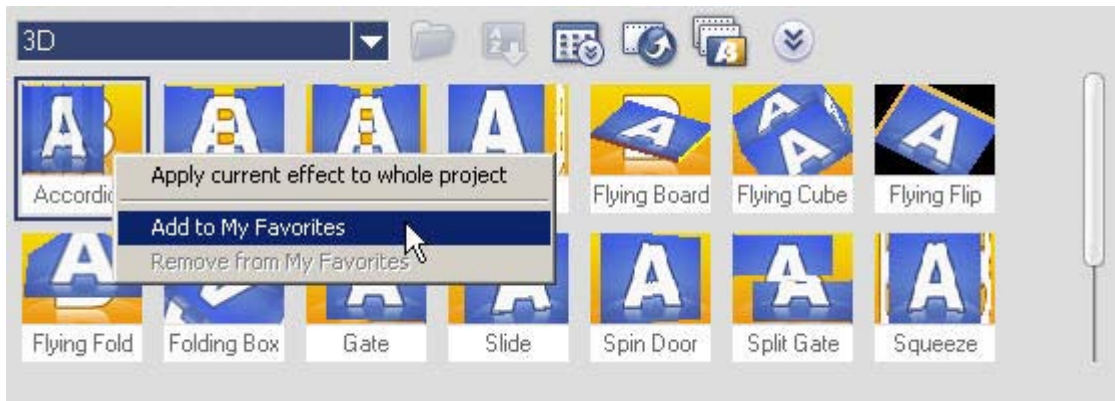 3D
Accordic
Apply current effect to whole project
Add to My Favorites
Remove from My Favorites
Flying Board
Flying Cube
Flying Flip
Flying Fold
Folding Box
Gate
Slide
Spin Door
Split Gate
Squeeze